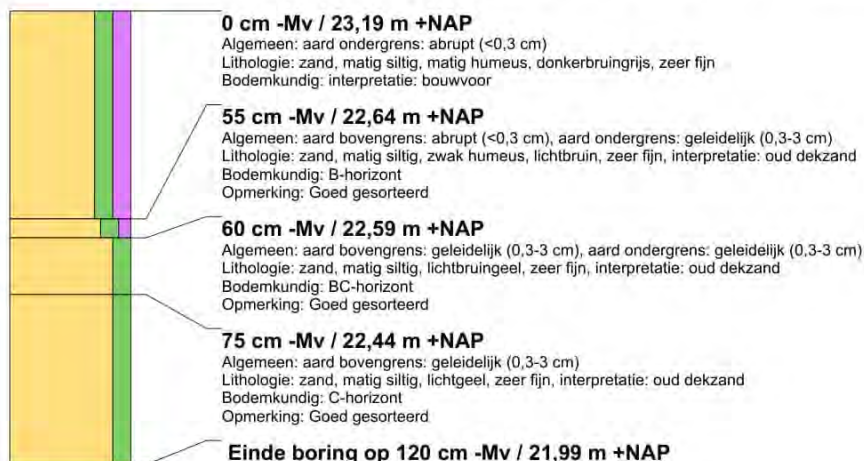 0 cm -Mv / 23,19 m +NAP
Algemeen: aard ondergrens: abrupt (<0,3 cm)
Lithologie: zand, matig siltig, matig humeus, donkerbruingrijs, zeer fijn
Bodemkundig: interpretatie: bouwvoor
55 cm -Mv / 22,64 m +NAP
Algemeen: aard bovengrens: abrupt (<0,3 cm), aard ondergrens: geleidelijk (0,3-3 cm)
Lithologie: zand, matig siltig, zwak humeus, lichtbruin, zeer fijn, interpretatie: oud dekzand
Bodemkundig: B-horizont
Opmerking: Goed gesorteerd
60 cm -Mv / 22,59 m +NAP
Algemeen: aard bovengrens: geleidelijk (0,3-3 cm), aard ondergrens: geleidelijk (0,3-3 cm)
Lithologie: zand, matig siltig, lichtbruingeel, zeer fijn, interpretatie: oud dekzand
Bodemkundig: BC-horizont
Opmerking: Goed gesorteerd
75 cm -Mv / 22,44 m +NAP
Algemeen: aard bovengrens: geleidelijk (0,3-3 cm)
Lithologie: zand, matig siltig, lichtgeel, zeer fijn, interpretatie: oud dekzand
Bodemkundig: C-horizont
Opmerking: Goed gesorteerd
Einde boring op 120 cm -Mv / 21,99 m +NAP